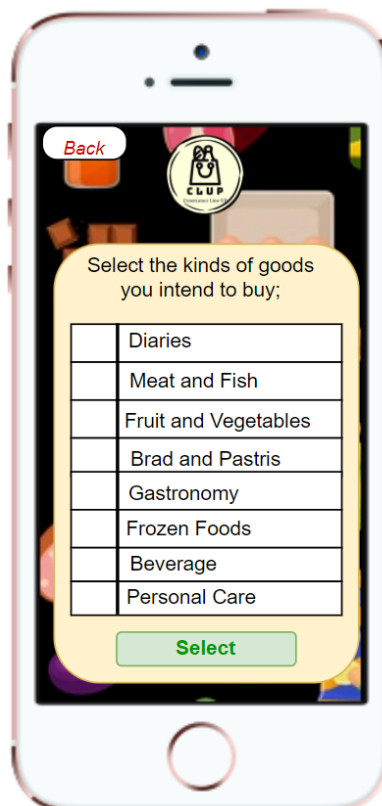 Back
CLUP
Select the kinds of goods
you intend to buy;
Diaries
Meat and Fish
Fruit and Vegetables
Brad and Pastris
Gastronomy
Frozen Foods
Beverage
Personal Care
Select